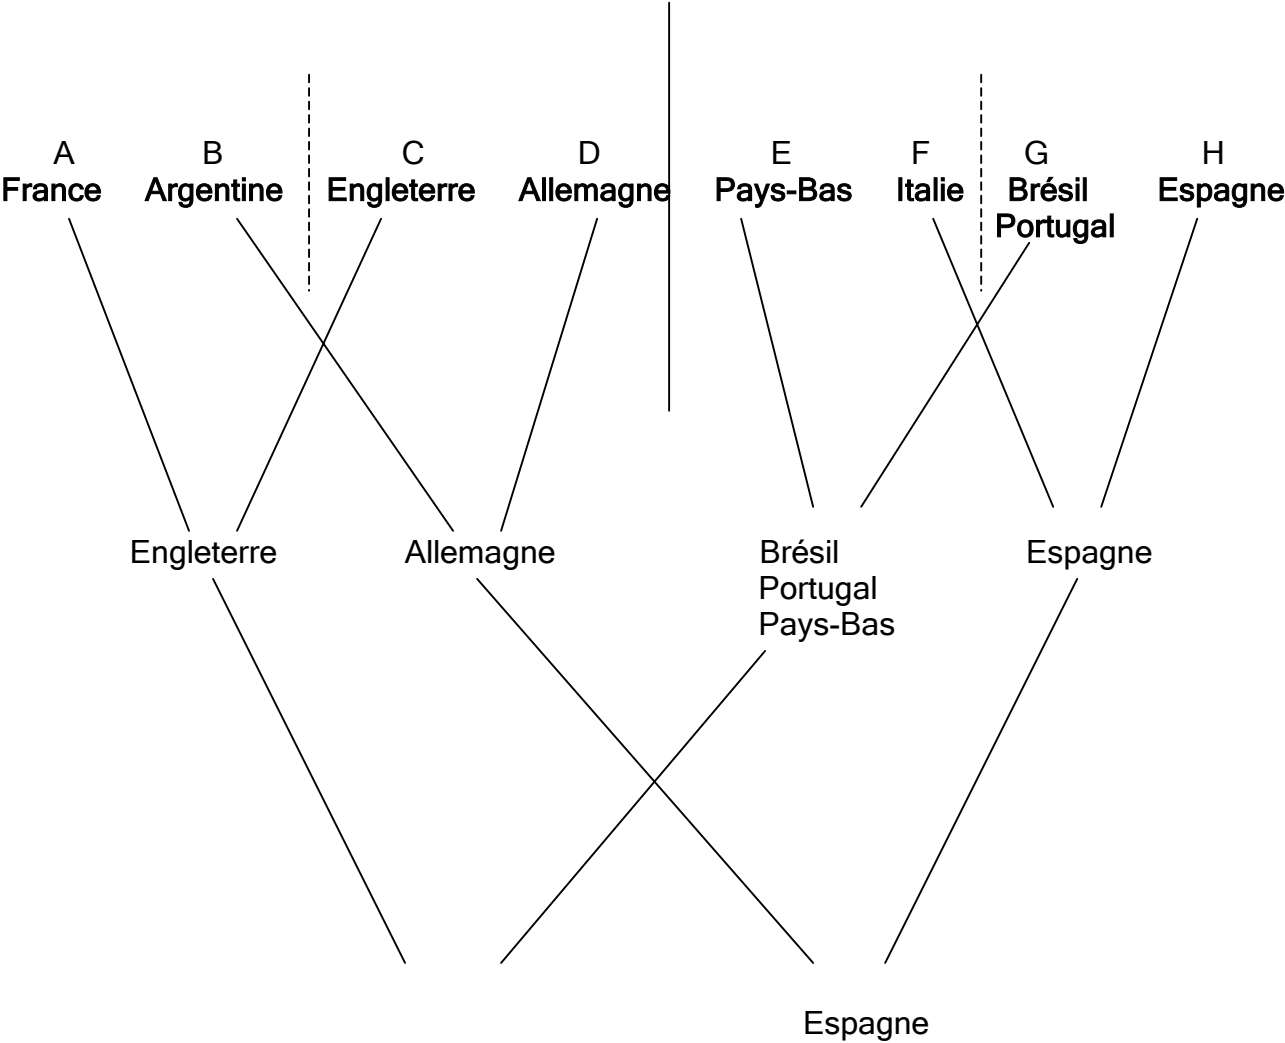 A B C D E F G H
France Argentine Engleterre Allemagne Pays-Bas Italie Brésil Espagne
Portugal
Engleterre Allemagne Brésil Espagne
Portugal
Pays-Bas
Espagne